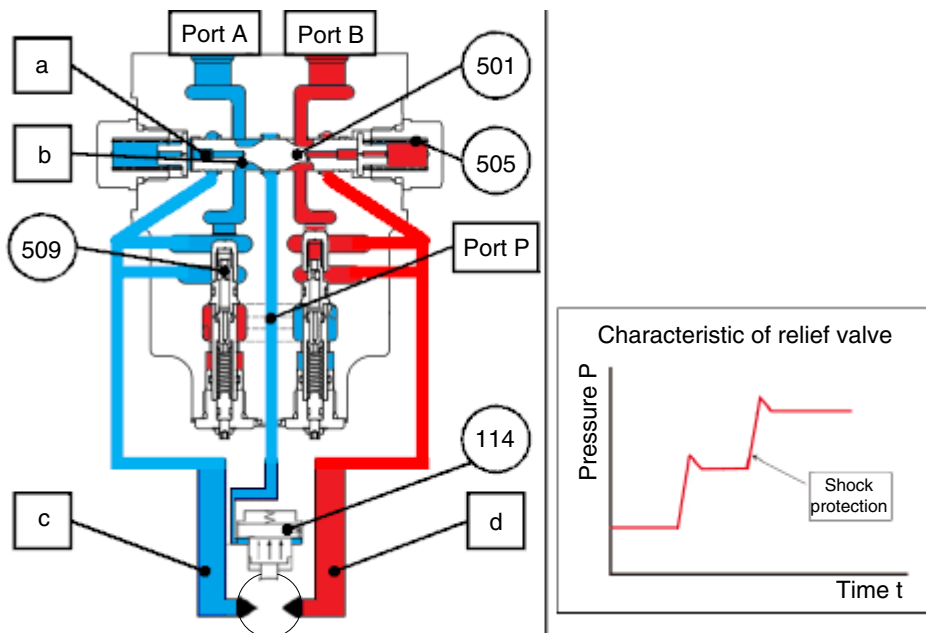 Port A
Port B
a
501
b
505
509
Port P
114
c
d
Characteristic of relief valve
Pressure P
Shock
protection
Time t